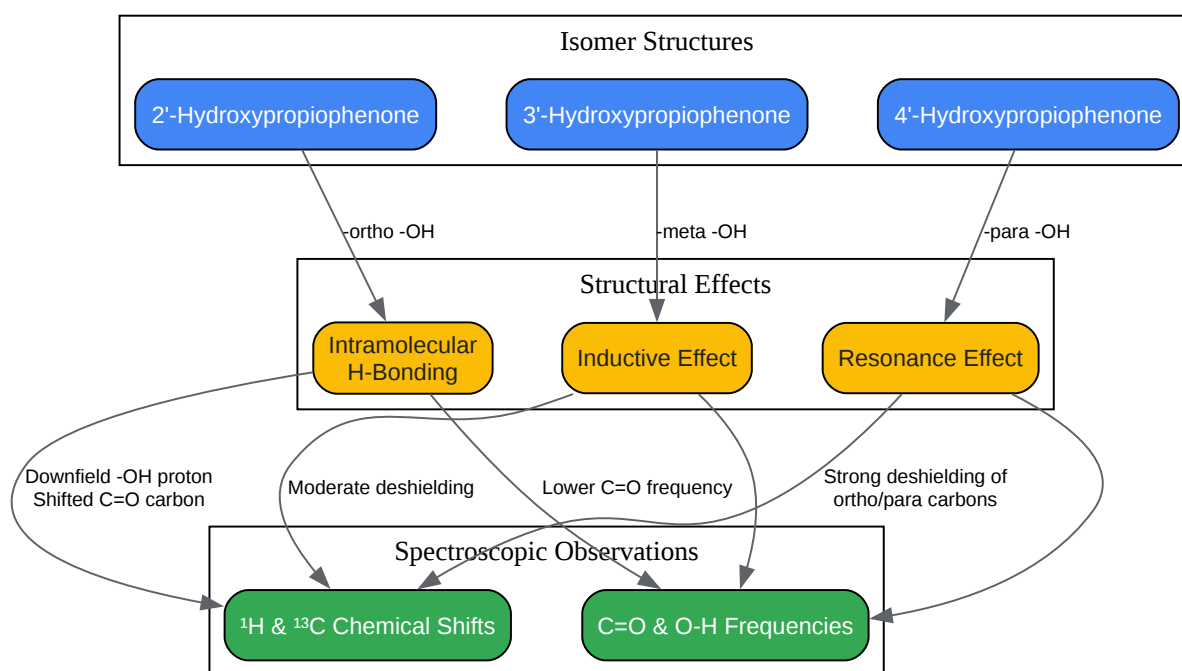 Isomer Structures
2'-Hydroxypropiophenone
3'-Hydroxypropiophenone
4'-Hydroxypropiophenone
-ortho -OH
-meta -OH
-para -OH
Structural Effects
Intramolecular
H-Bonding
Inductive Effect
Resonance Effect
Downfield -OH proton
Shifted C=O carbon
Moderate deshielding
Lower C=O frequency
Strong deshielding of
ortho/para carbons
Spectroscopic Observations
¹H & ¹³C Chemical Shifts
C=O & O-H Frequencies